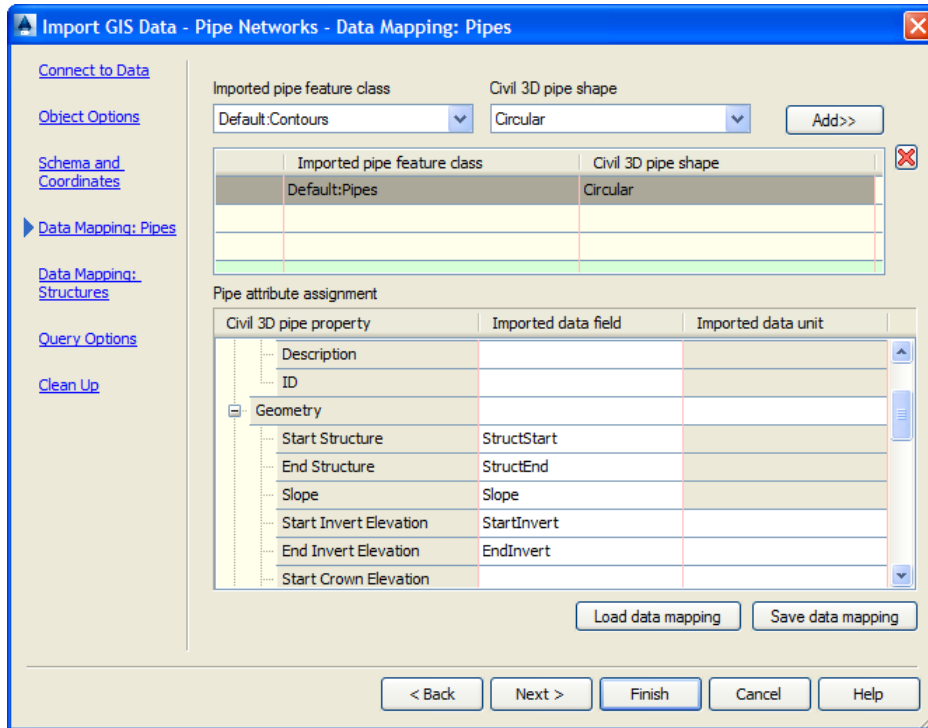 Import GIS Data - Pipe Networks - Data Mapping: Pipes
Connect to Data
Object Options
Schema and
Coordinates
Data Mapping: Pipes
Data Mapping:
Structures
Query Options
Clean Up
Imported pipe feature class Civil 3D pipe shape
Default:Contours Circular Add>>
Imported pipe feature class Civil 3D pipe shape
Default:Pipes Circular
Pipe attribute assignment
Civil 3D pipe property Imported data field Imported data unit
Description
ID
Geometry
Start Structure StructStart
End Structure StructEnd
Slope Slope
Start Invert Elevation StartInvert
End Invert Elevation EndInvert
Start Crown Elevation
Load data mapping Save data mapping
< Back Next > Finish Cancel Help